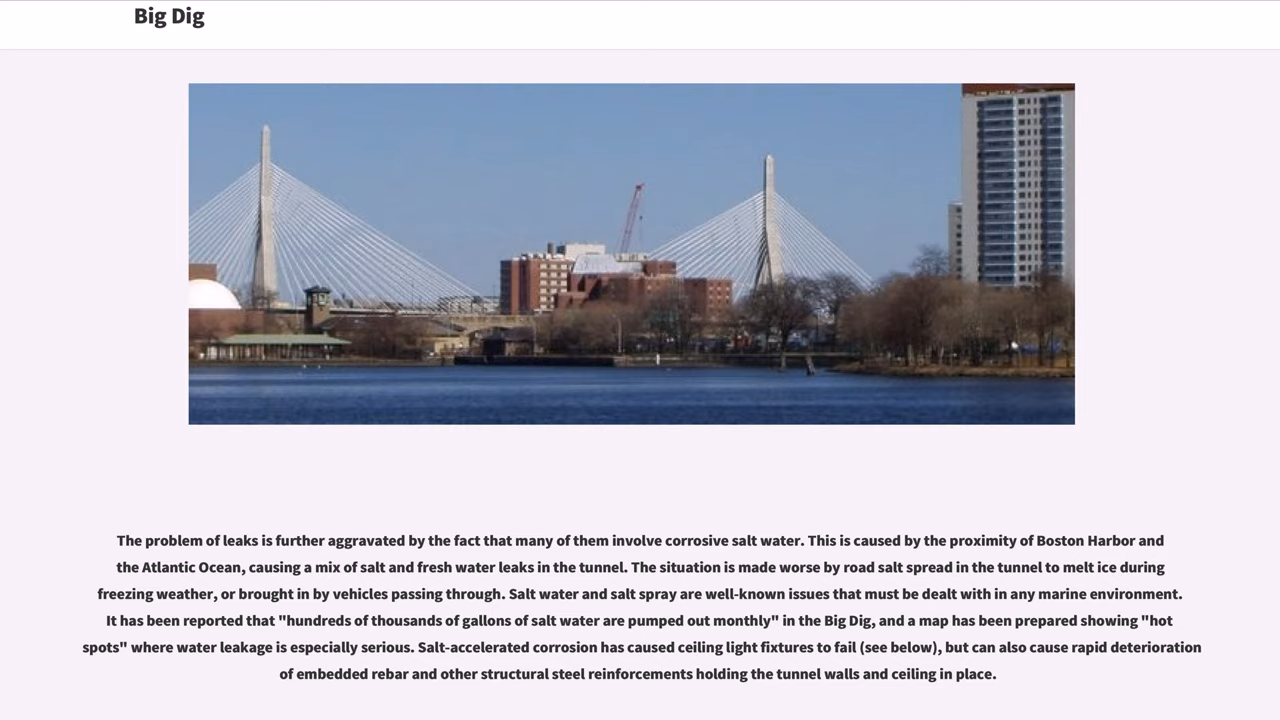 Big Dig
The problem of leaks is further aggravated by the fact that many of them involve corrosive salt water. This is caused by the proximity of Boston Harbor and
the Atlantic Ocean, causing a mix of salt and fresh water leaks in the tunnel. The situation is made worse by road salt spread in the tunnel to melt ice during
freezing weather, or brought in by vehicles passing through. Salt water and salt spray are well-known issues that must be dealt with in any marine environment.
It has been reported that "hundreds of thousands of gallons of salt water are pumped out monthly" in the Big Dig, and a map has been prepared showing "hot
spots" where water leakage is especially serious. Salt-accelerated corrosion has caused ceiling light fixtures to fail (see below), but can also cause rapid deterioration
of embedded rebar and other structural steel reinforcements holding the tunnel walls and ceiling in place.